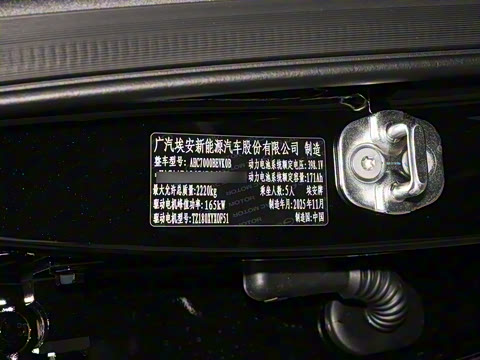 广汽埃安新能源汽车股份有限公司 制造
整车型号: AHC7000BEVK0B 动力电池系统额定电压: 398.1V
动力电池系统额定容量: 171Ah
最大允许总质量: 2220kg 乘坐人数: 5人 埃安牌
驱动电机峰值功率: 165kW 制造年月: 2025年11月
驱动电机型号: TZ180XYHDF51 制造国: 中国